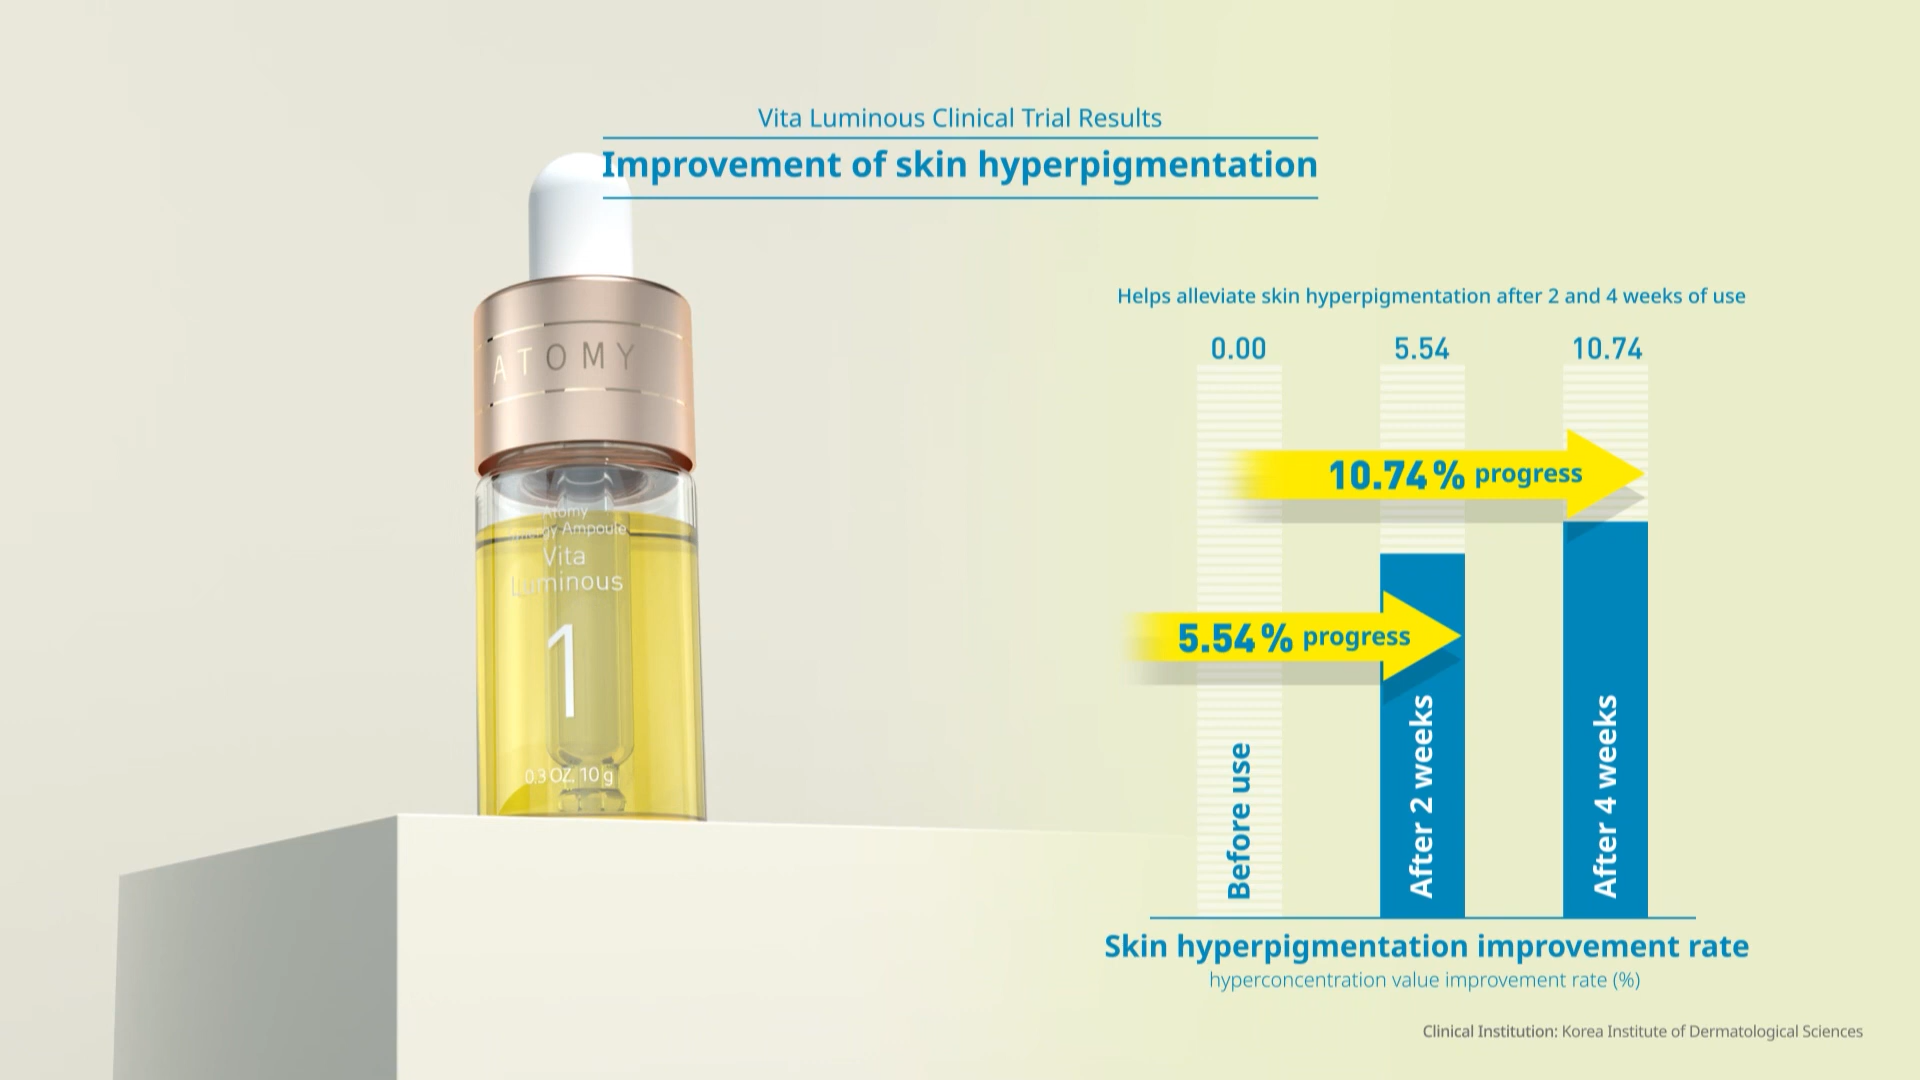 Vita Luminous Clinical Trial Results
Improvement of skin hyperpigmentation
ATOMY
Atomy
Ampoule
Vita
Luminous
1
0.3 OZ, 10 g
Helps alleviate skin hyperpigmentation after 2 and 4 weeks of use
0.00 5.54 10.74
10.74% progress
5.54% progress
Before use
After 2 weeks
After 4 weeks
Skin hyperpigmentation improvement rate
hyperconcentration value improvement rate (%)
Clinical Institution: Korea Institute of Dermatological Sciences